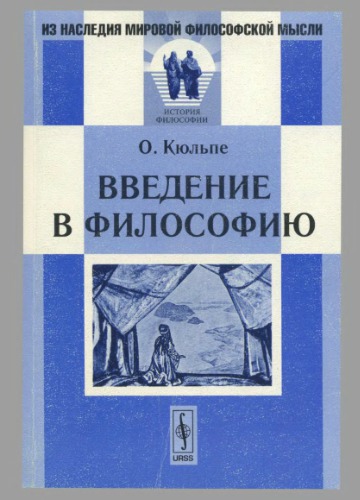 ИЗ НАСЛЕДИЯ МИРОВОЙ ФИЛОСОФСКОЙ МЫСЛИ
ИСТОРИЯ
ФИЛОСОФИИ
О. Кюльпе
ВВЕДЕНИЕ
В ФИЛОСОФИЮ
URSS